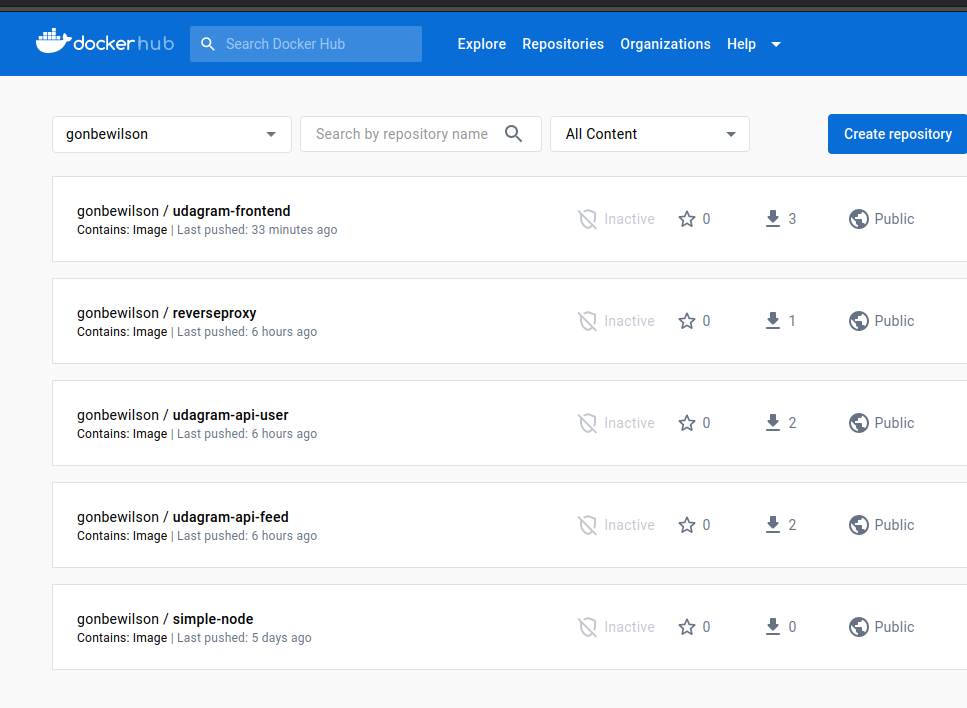 docker hub Search Docker Hub Explore Repositories Organizations Help
gonbewilson Search by repository name All Content Create repository
gonbewilson / udagram-frontend
Contains: Image | Last pushed: 33 minutes ago
Inactive 0 3 Public
gonbewilson / reverseproxy
Contains: Image | Last pushed: 6 hours ago
Inactive 0 1 Public
gonbewilson / udagram-api-user
Contains: Image | Last pushed: 6 hours ago
Inactive 0 2 Public
gonbewilson / udagram-api-feed
Contains: Image | Last pushed: 6 hours ago
Inactive 0 2 Public
gonbewilson / simple-node
Contains: Image | Last pushed: 5 days ago
Inactive 0 0 Public